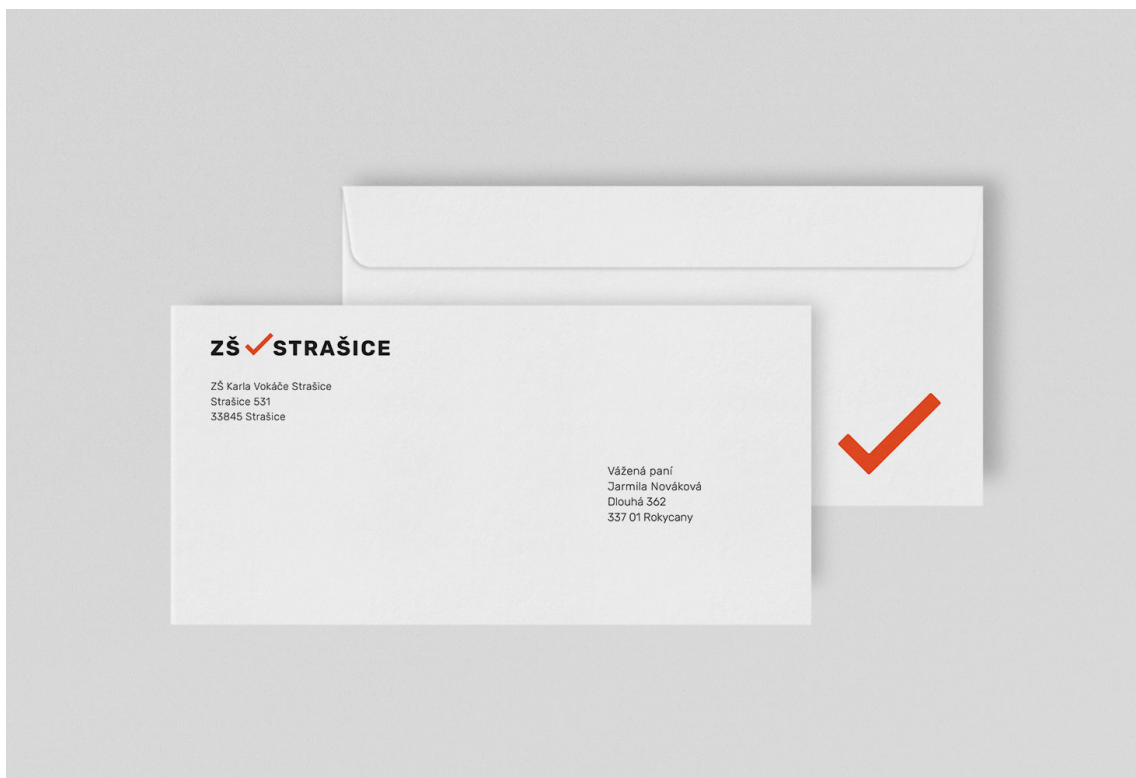 ZŠ STRAŠICE
ZŠ Karla Vokáče Strašice
Strašice 531
33845 Strašice
Vážená paní
Jarmila Nováková
Dlouhá 362
337 01 Rokycany